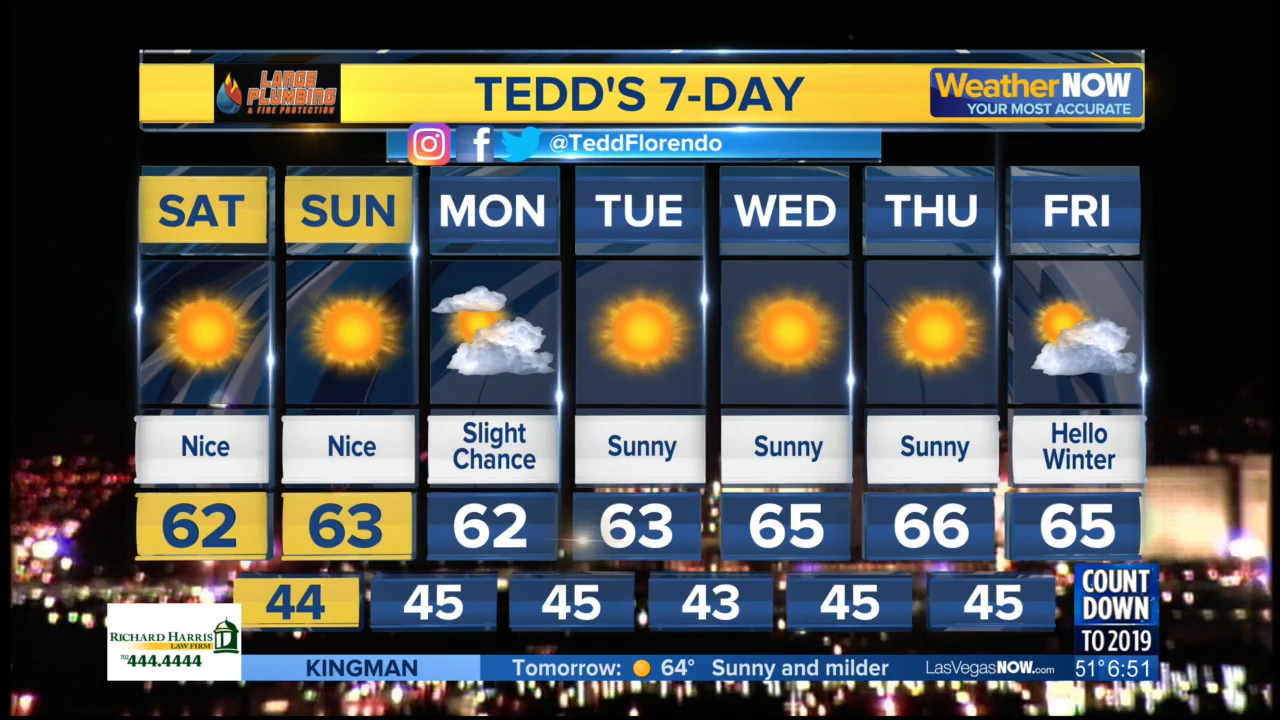 LANGE
PLUMBING
& FIRE PROTECTION
TEDD'S 7-DAY
WeatherNOW
YOUR MOST ACCURATE
@TeddFlorendo
SAT SUN MON TUE WED THU FRI
Nice Nice Slight Chance Sunny Sunny Sunny Hello Winter
62 63 62 63 65 66 65
44 45 45 43 45 45
COUNT
DOWN
TO 2019
RICHARD HARRIS
LAW FIRM
702 444.4444
KINGMAN Tomorrow: 64° Sunny and milder LasVegasNOW.com 51° 6:51